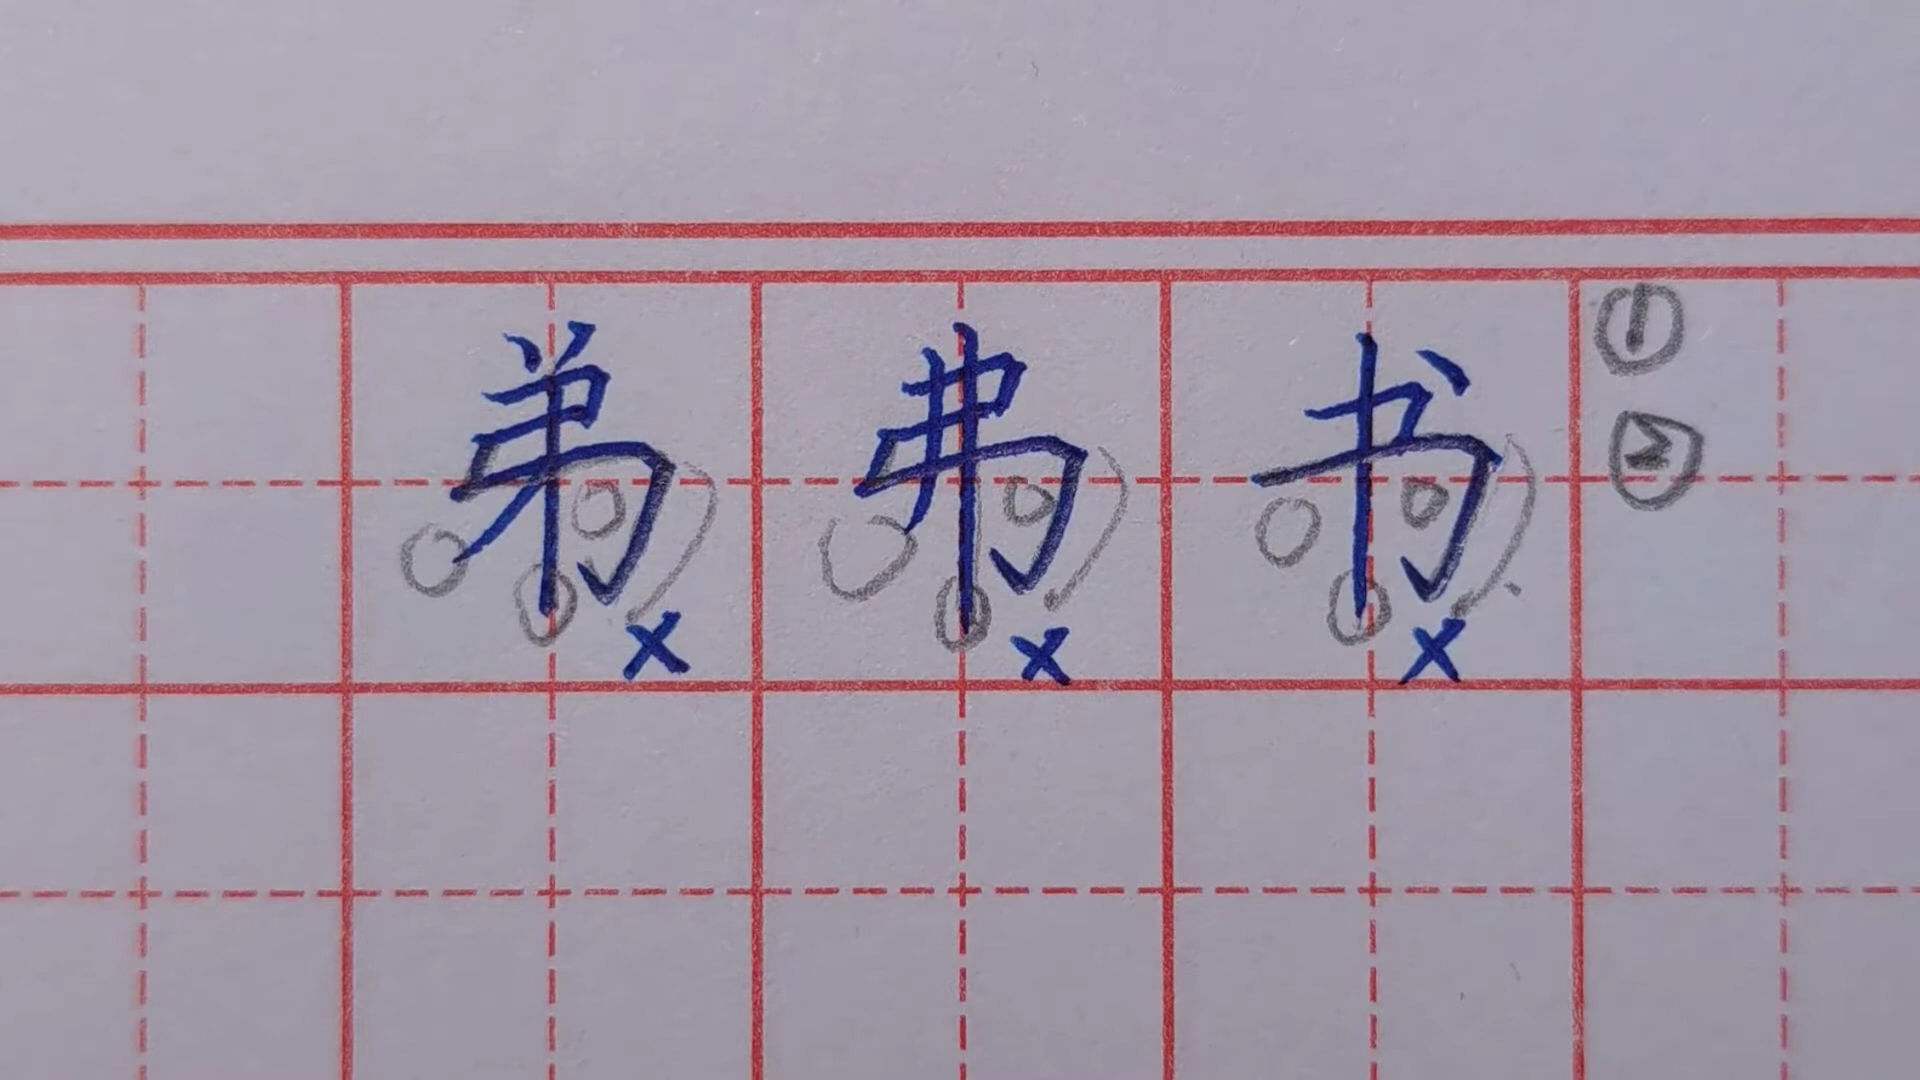 弟 弗 书 ①
②
× × ×